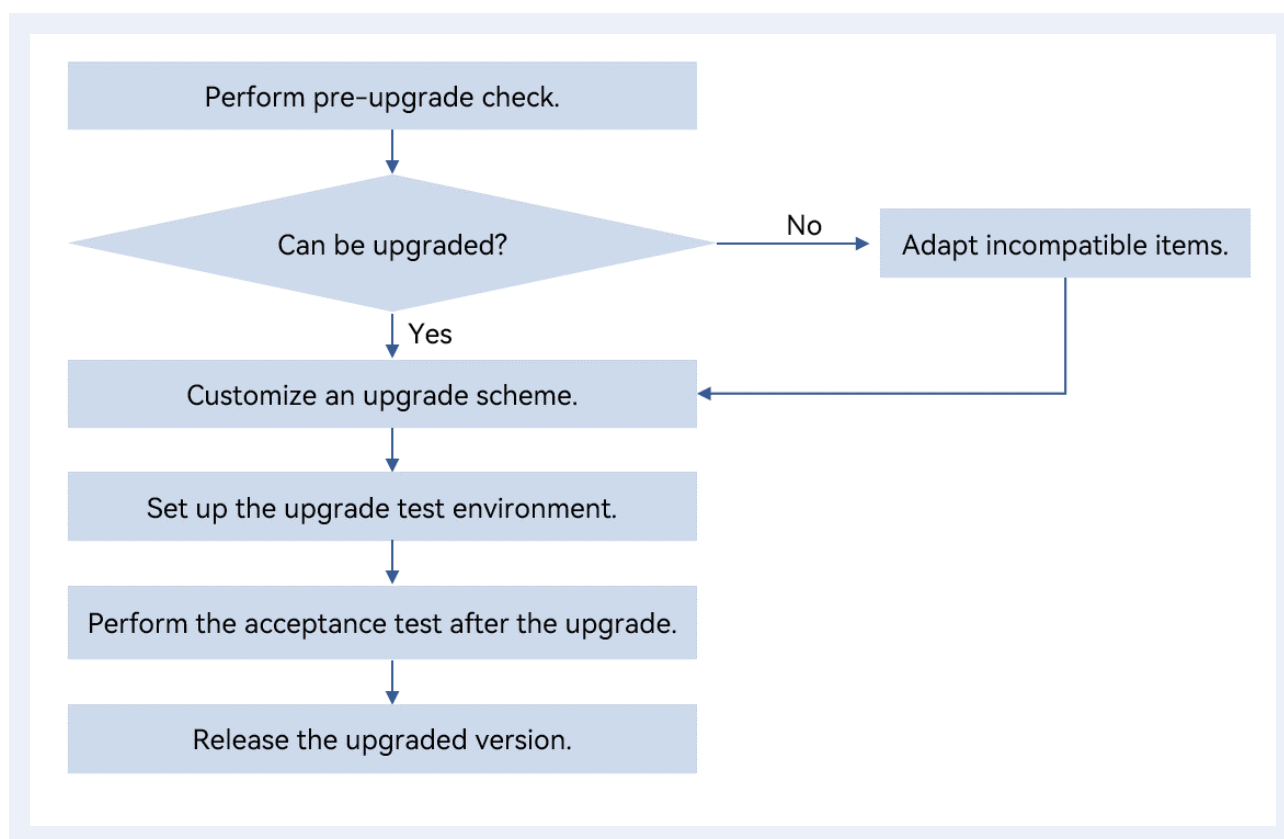 Perform pre-upgrade check.
Can be upgraded?
No
Adapt incompatible items.
Yes
Customize an upgrade scheme.
Set up the upgrade test environment.
Perform the acceptance test after the upgrade.
Release the upgraded version.